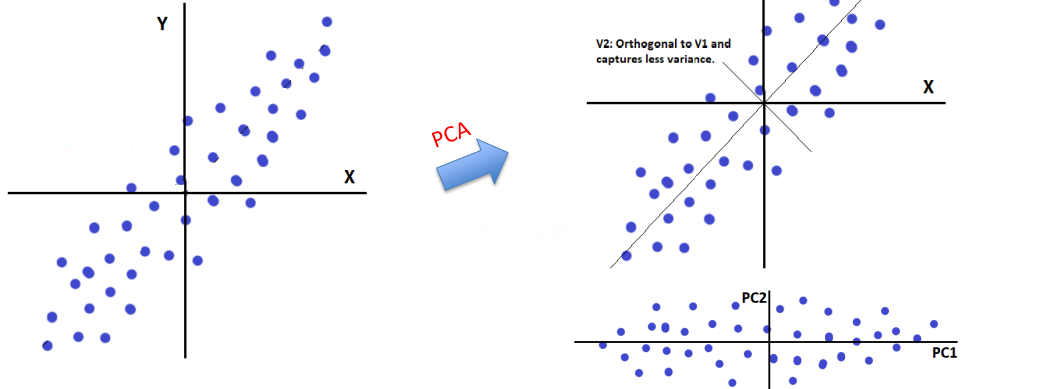 Y
X
PCA
V2: Orthogonal to V1 and
captures less variance.
X
PC2
PC1